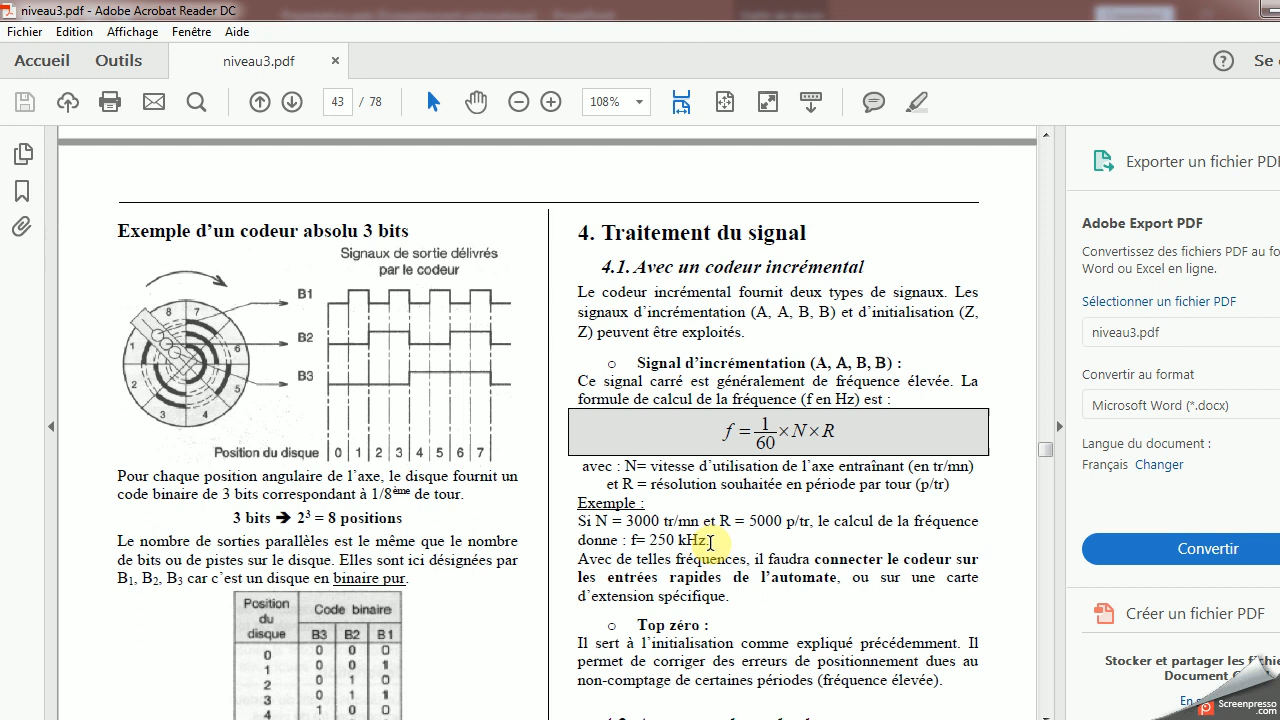 niveau3.pdf - Adobe Acrobat Reader DC
Fichier Edition Affichage Fenêtre Aide
Accueil Outils niveau3.pdf × ? Se
43 / 78 108%
Exemple d’un codeur absolu 3 bits
Signaux de sortie délivrés
par le codeur
B1
B2
B3
8 7 6 5 4 3 2 1
Position du disque 0 1 2 3 4 5 6 7
Pour chaque position angulaire de l’axe, le disque fournit un
code binaire de 3 bits correspondant à 1/8ème de tour.
3 bits ➔ 2³ = 8 positions
Le nombre de sorties parallèles est le même que le nombre
de bits ou de pistes sur le disque. Elles sont ici désignées par
B1, B2, B3 car c’est un disque en binaire pur.
Position
du
disque
Code binaire
B3 B2 B1
0 0 0 0
1 0 0 1
2 0 1 0
3 0 1 1
4 1 0 0
4. Traitement du signal
4.1. Avec un codeur incrémental
Le codeur incrémental fournit deux types de signaux. Les
signaux d’incrémentation (A, A, B, B) et d’initialisation (Z,
Z) peuvent être exploités.
o Signal d’incrémentation (A, A, B, B) :
Ce signal carré est généralement de fréquence élevée. La
formule de calcul de la fréquence (f en Hz) est :
f = 1/60 × N × R
avec : N= vitesse d’utilisation de l’axe entraînant (en tr/mn)
et R = résolution souhaitée en période par tour (p/tr)
Exemple :
Si N = 3000 tr/mn et R = 5000 p/tr, le calcul de la fréquence
donne : f= 250 kHz
Avec de telles fréquences, il faudra connecter le codeur sur
les entrées rapides de l’automate, ou sur une carte
d’extension spécifique.
o Top zéro :
Il sert à l’initialisation comme expliqué précédemment. Il
permet de corriger des erreurs de positionnement dues au
non-comptage de certaines périodes (fréquence élevée).
Exporter un fichier PDF
Adobe Export PDF
Convertissez des fichiers PDF au fo
Word ou Excel en ligne.
Sélectionner un fichier PDF
niveau3.pdf
Convertir au format
Microsoft Word (*.docx)
Langue du document :
Français Changer
Convertir
Créer un fichier PDF
Stocker et partager les fichie
Document C
En a
Screenpresso
.com